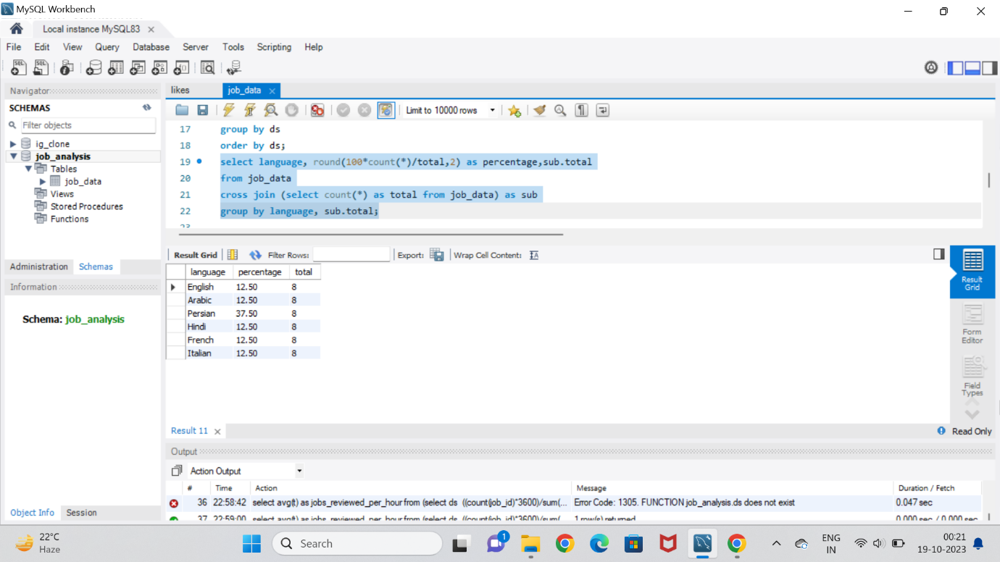 MySQL Workbench
Local instance MySQL83
File Edit View Query Database Server Tools Scripting Help
Navigator
SCHEMAS
Filter objects
ig_clone
job_analysis
Tables
job_data
Views
Stored Procedures
Functions
Administration Schemas
Information
Schema: job_analysis
Object Info Session
likes job_data
Limit to 10000 rows
17 group by ds
18 order by ds;
19 select language, round(100*count(*)/total,2) as percentage,sub.total
20 from job_data
21 cross join (select count(*) as total from job_data) as sub
22 group by language, sub.total;
23
Result Grid Filter Rows: Export: Wrap Cell Content:
language percentage total
English 12.50 8
Arabic 12.50 8
Persian 37.50 8
Hindi 12.50 8
French 12.50 8
Italian 12.50 8
Result
Grid
Form
Editor
Field
Types
Result 11
Read Only
Output
Action Output
# Time Action Message Duration / Fetch
36 22:58:42 select avg(t) as jobs_reviewed_per_hour from (select ds ((count(job_id)*3600)/sum(... Error Code: 1305. FUNCTION job_analysis.ds does not exist 0.047 sec
37 22:59:00 select avg(t) as jobs_reviewed_per_hour from (select ds, ((count(job_id)*3600)/sum(... 1 row(s) returned 0.000 sec / 0.000 sec
22°C
Haze
Search
1
ENG
IN
00:21
19-10-2023